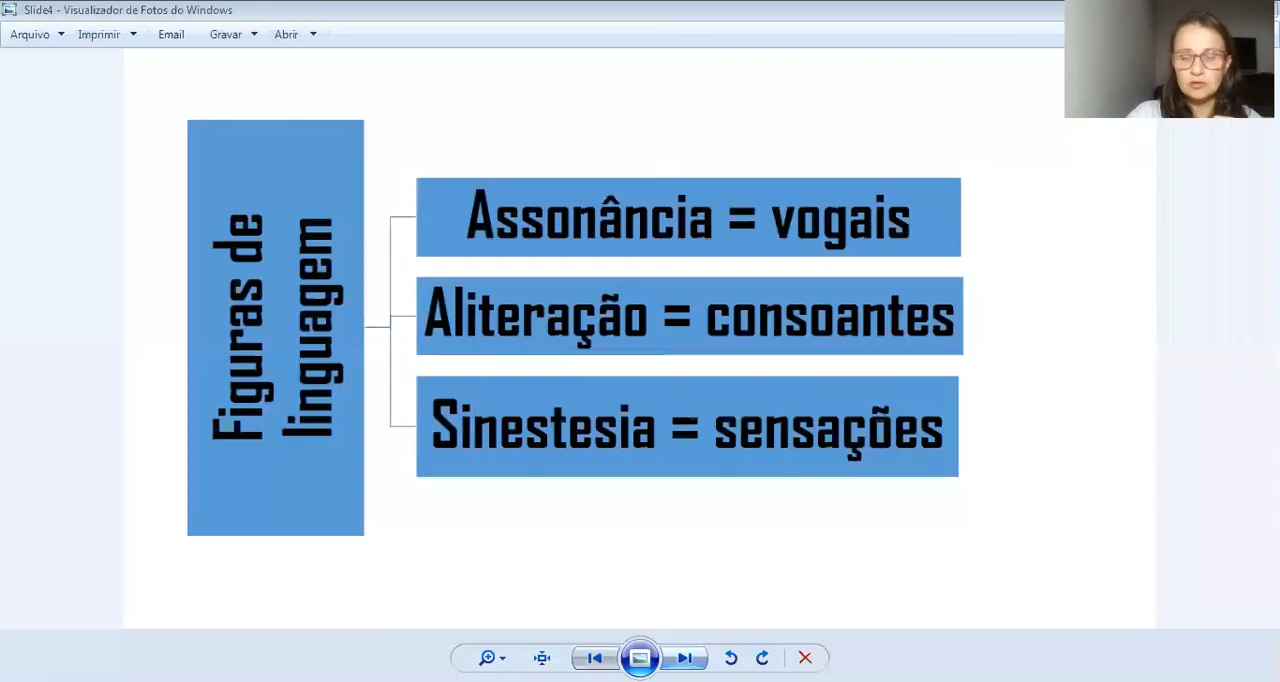 Slide4 - Visualizador de Fotos do Windows
Arquivo Imprimir Email Gravar Abrir
Figuras de
linguagem
Assonância = vogais
Aliteração = consoantes
Sinestesia = sensações